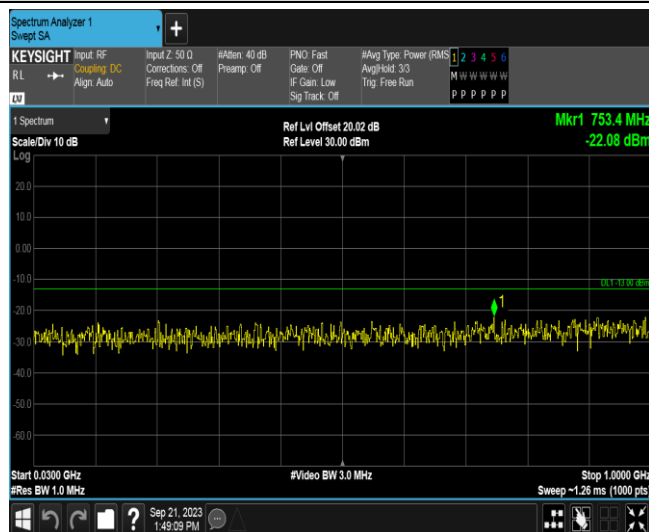 Spectrum Analyzer 1
Swept SA
+
KEYSIGHT
RL
LXI
Input: RF
Coupling: DC
Align: Auto
Input Z: 50 Ω
Corrections: Off
Freq Ref: Int (S)
#Atten: 40 dB
Preamp: Off
PNO: Fast
Gate: Off
IF Gain: Low
Sig Track: Off
#Avg Type: Power (RMS
Avg|Hold: 3/3
Trig: Free Run
1 2 3 4 5 6
M W W W W W
P P P P P P
1 Spectrum
Scale/Div 10 dB
Log
Ref Lvl Offset 20.02 dB
Ref Level 30.00 dBm
Mkr1 753.4 MHz
-22.08 dBm
20.0
10.0
0.00
-10.0
-20.0
-30.0
-40.0
-50.0
-60.0
DL1 -13.00 dBm
1
Start 0.0300 GHz
#Res BW 1.0 MHz
#Video BW 3.0 MHz
Stop 1.0000 GHz
Sweep ~1.26 ms (1000 pts)
?
Sep 21, 2023
1:49:09 PM